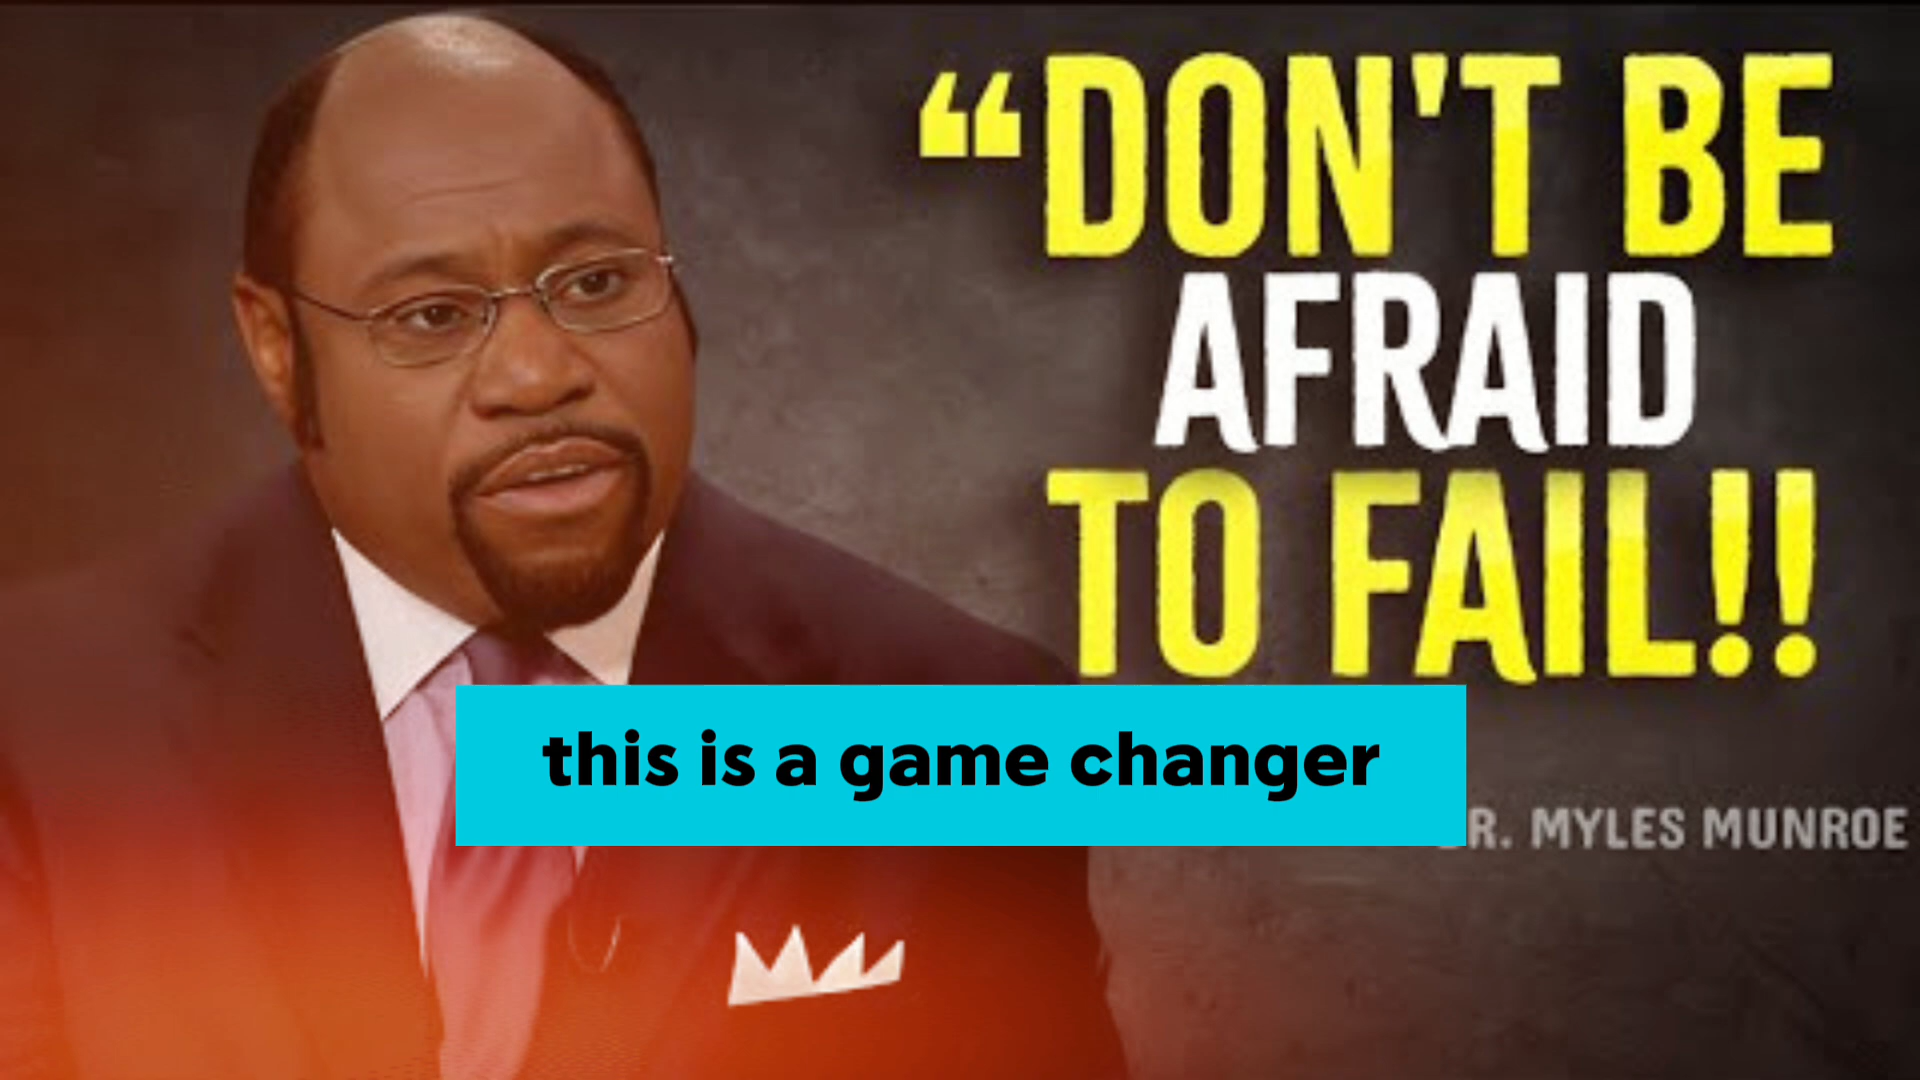 “DON'T BE
AFRAID
TO FAIL!!
this is a game changer
R. MYLES MUNROE